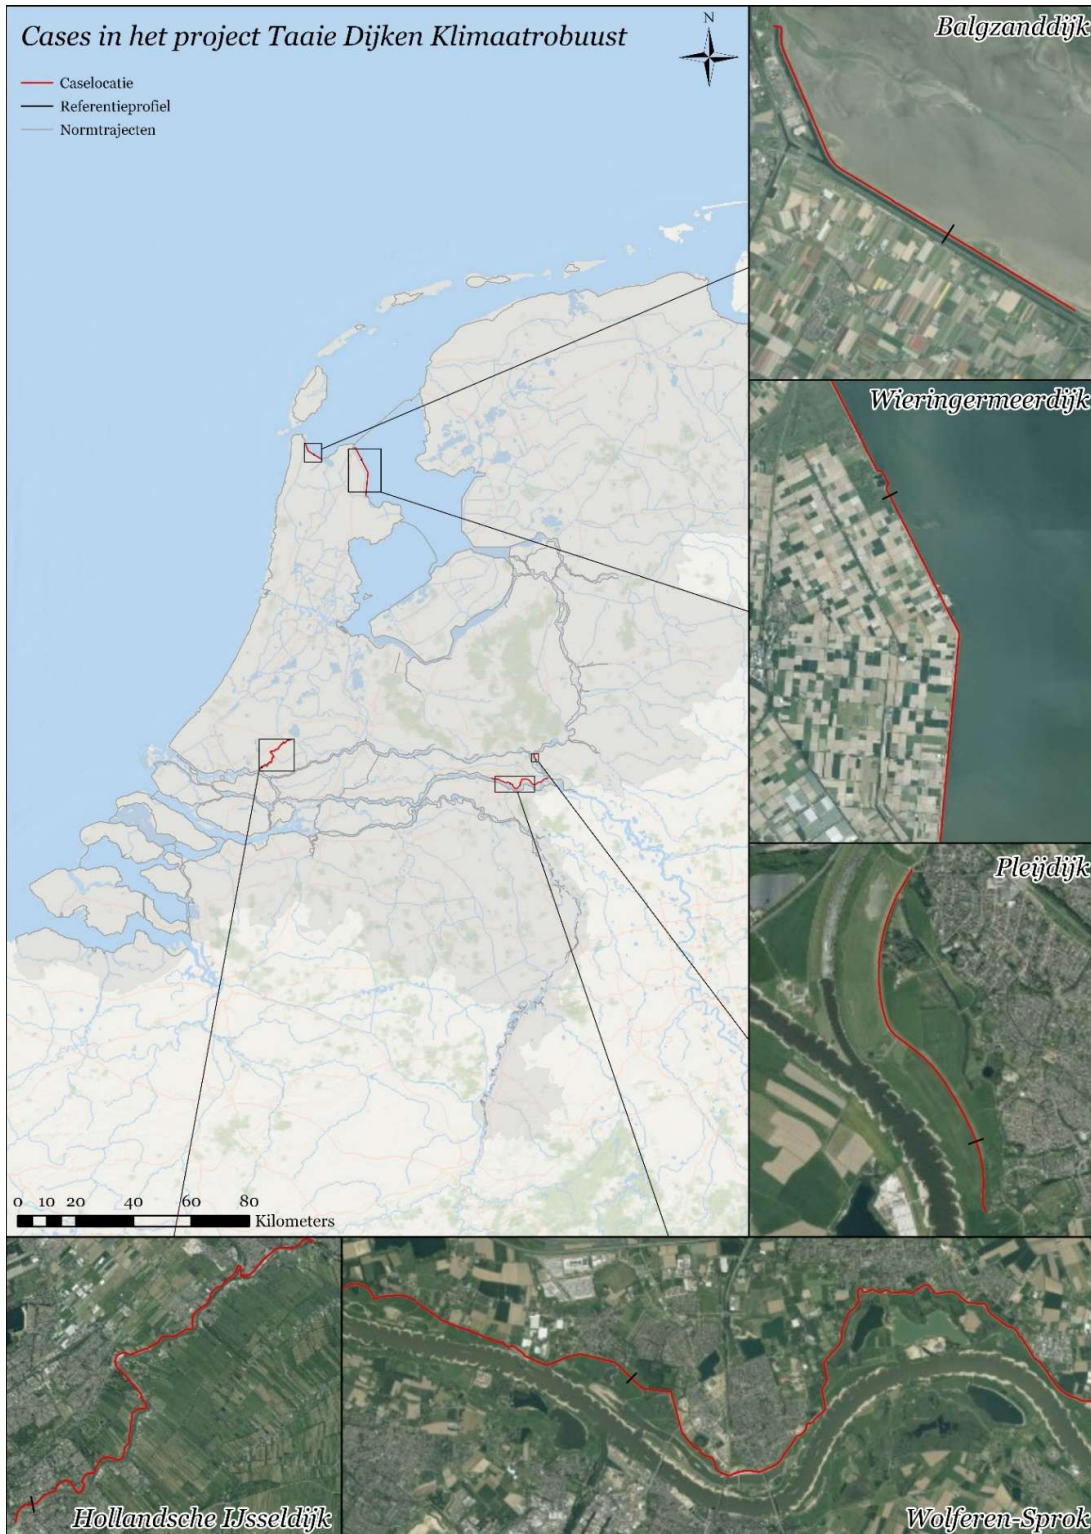 Cases in het project Taaie Dijken Klimaatrobuust
N
Caselocatie
Referentieprofiel
Normtrajecten
Balgzanddijk
Wieringermeerdijk
Pleijdijk
0 10 20 40 60 80
Kilometers
Hollandsche IJsseldijk
Wolferen-Sprok